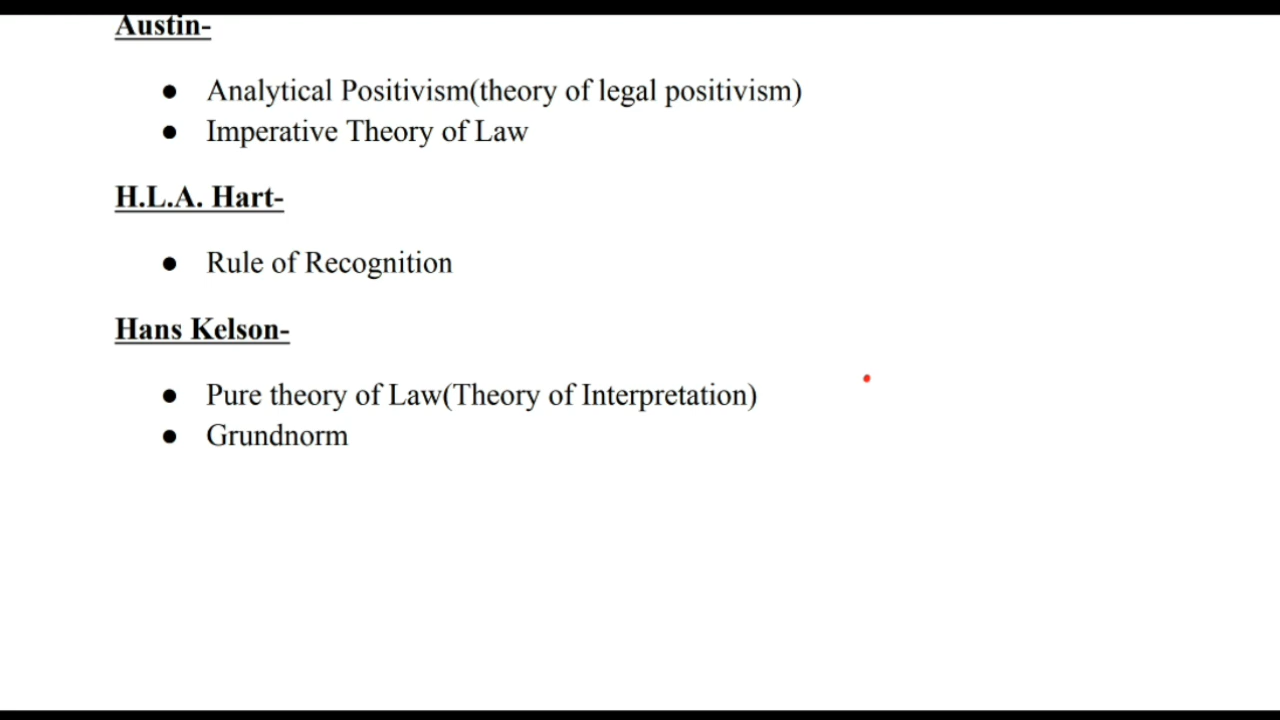 Austin-
● Analytical Positivism(theory of legal positivism)
● Imperative Theory of Law
H.L.A. Hart-
● Rule of Recognition
Hans Kelson-
● Pure theory of Law(Theory of Interpretation)
● Grundnorm